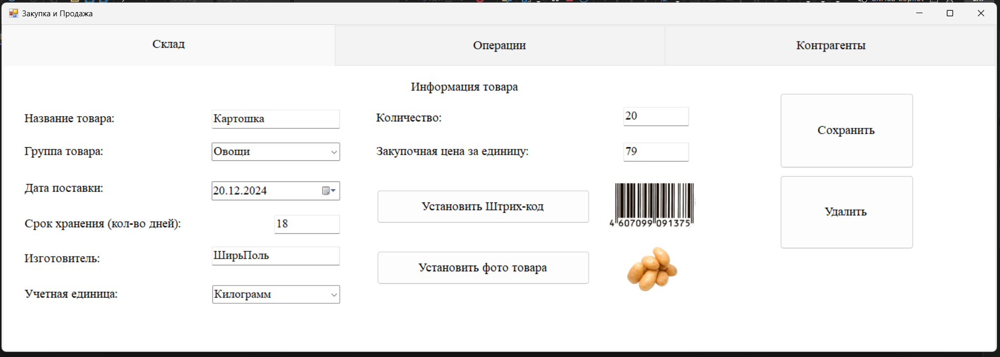 Закупка и Продажа
Склад
Операции
Контрагенты
Информация товара
Название товара:
Картошка
Группа товара:
Овощи
Дата поставки:
20.12.2024
Срок хранения (кол-во дней):
18
Изготовитель:
ШирьПоль
Учетная единица:
Килограмм
Количество:
20
Закупочная цена за единицу:
79
Установить Штрих-код
4 607099 091375
Установить фото товара
Сохранить
Удалить